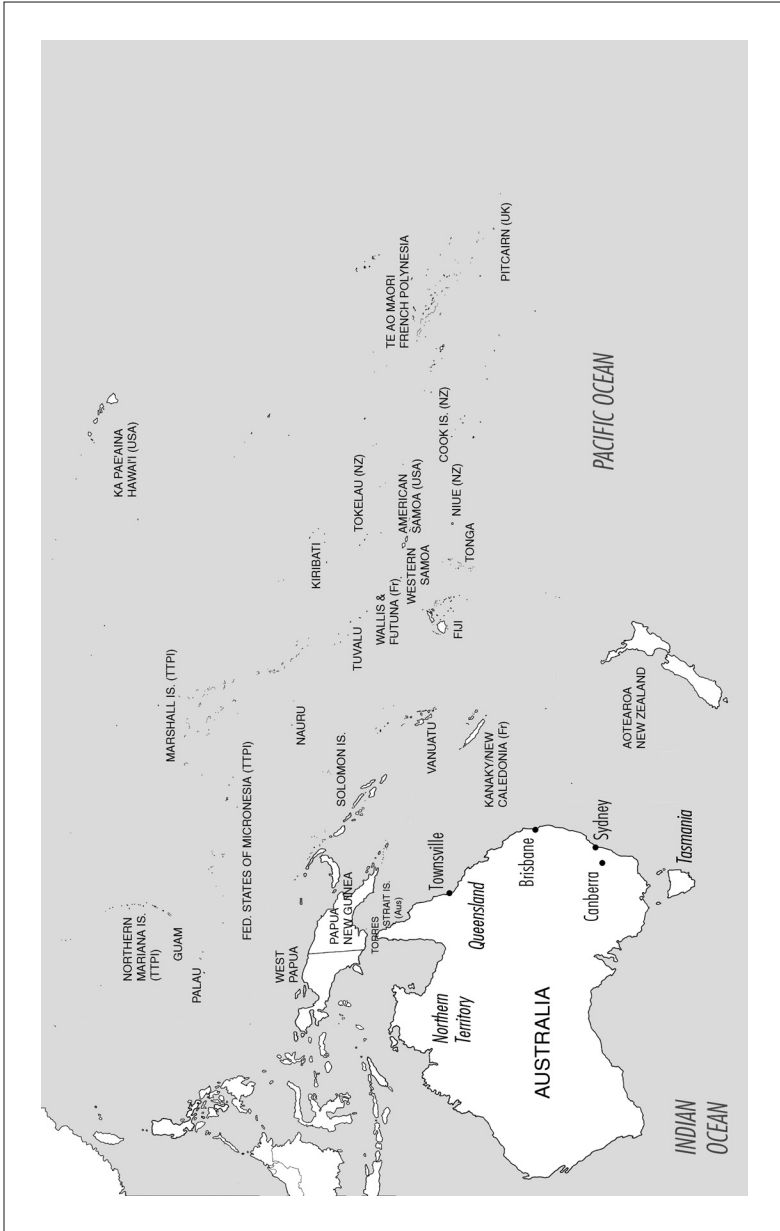 KA PAE'AINA
HAWAI'I (USA)
NORTHERN
MARIANA IS.
(TTPI)
GUAM
PALAU
MARSHALL IS. (TTPI)
FED. STATES OF MICRONESIA (TTPI)
WEST
PAPUA
PAPUA
NEW GUINEA
NAURU
KIRIBATI
SOLOMON IS.
TUVALU
TOKELAU (NZ)
TORRES
STRAIT IS.
(Aus)
WALLIS &
FUTUNA (Fr)
WESTERN
SAMOA
AMERICAN
SAMOA (USA)
TE AO MAORI
FRENCH POLYNESIA
COOK IS. (NZ)
NIUE (NZ)
TONGA
FIJI
VANUATU
KANAKY/NEW
CALEDONIA (Fr)
PITCAIRN (UK)
Townsville
Queensland
Northern
Territory
Brisbane
AUSTRALIA
Sydney
Canberra
Tasmania
AOTEAROA
NEW ZEALAND
PACIFIC OCEAN
INDIAN
OCEAN